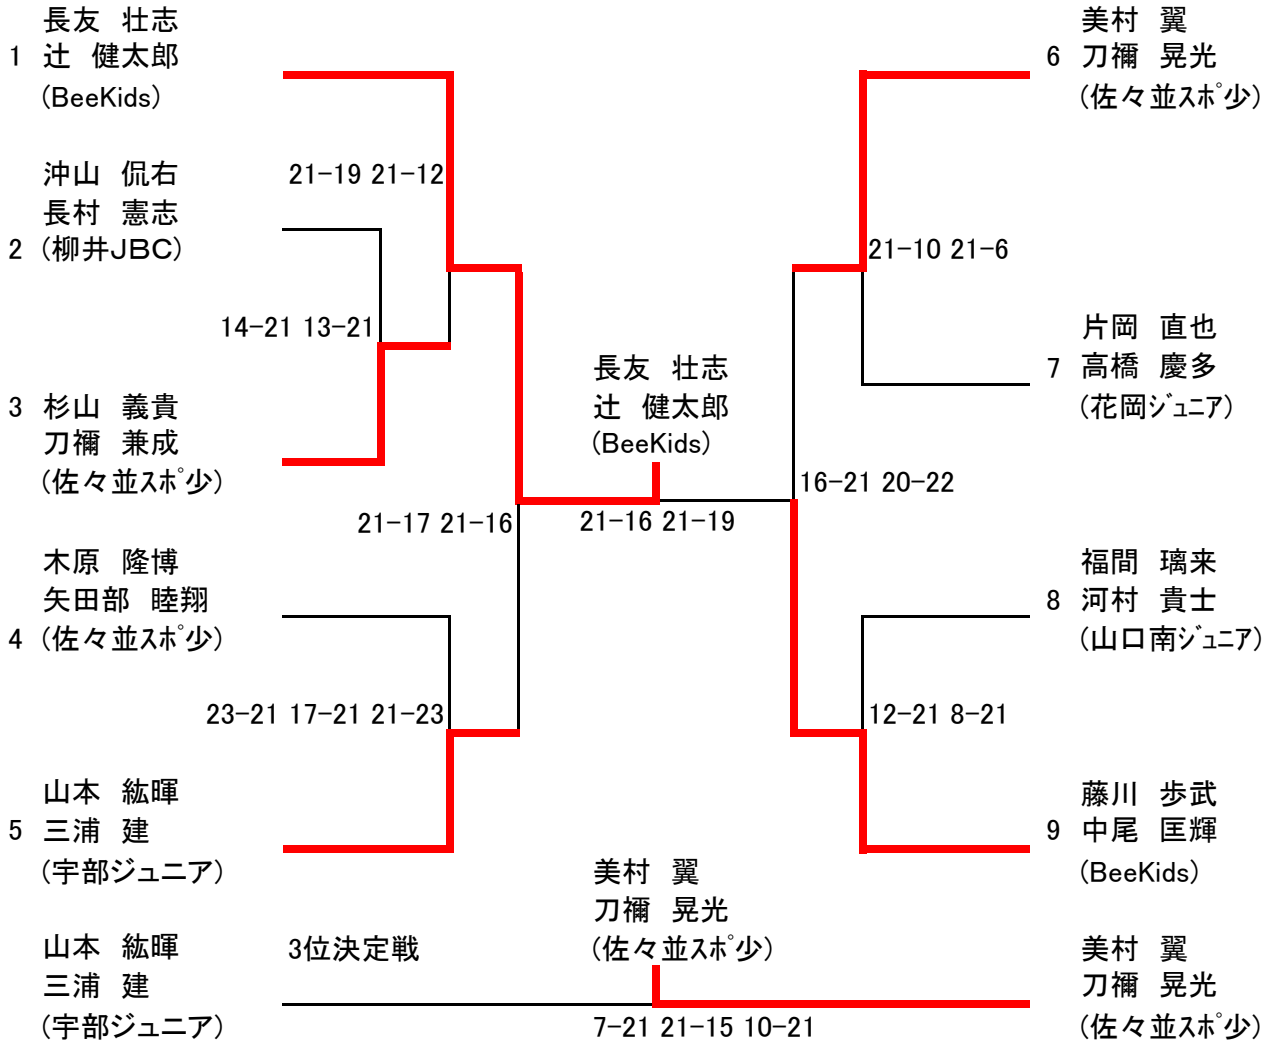 長友　壮志
1 辻　健太郎
(BeeKids)
沖山　侃右
長村　憲志
2 (柳井JBC)
3 杉山　義貴
刀禰　兼成
(佐々並ｽﾎﾟ少)
木原　隆博
矢田部　睦翔
4 (佐々並ｽﾎﾟ少)
山本　紘暉
5 三浦　建
(宇部ジュニア)
21-19 21-12
14-21 13-21
21-17 21-16
23-21 17-21 21-23
長友　壮志
辻　健太郎
(BeeKids)
21-16 21-19
美村　翼
6 刀禰　晃光
(佐々並ｽﾎﾟ少)
片岡　直也
7 高橋　慶多
(花岡ｼﾞｭﾆｱ)
福間　璃来
8 河村　貴士
(山口南ｼﾞｭﾆｱ)
藤川　歩武
9 中尾　匡輝
(BeeKids)
21-10 21-6
16-21 20-22
12-21 8-21
山本　紘暉
三浦　建
(宇部ジュニア)
3位決定戦
美村　翼
刀禰　晃光
(佐々並ｽﾎﾟ少)
7-21 21-15 10-21
美村　翼
刀禰　晃光
(佐々並ｽﾎﾟ少)